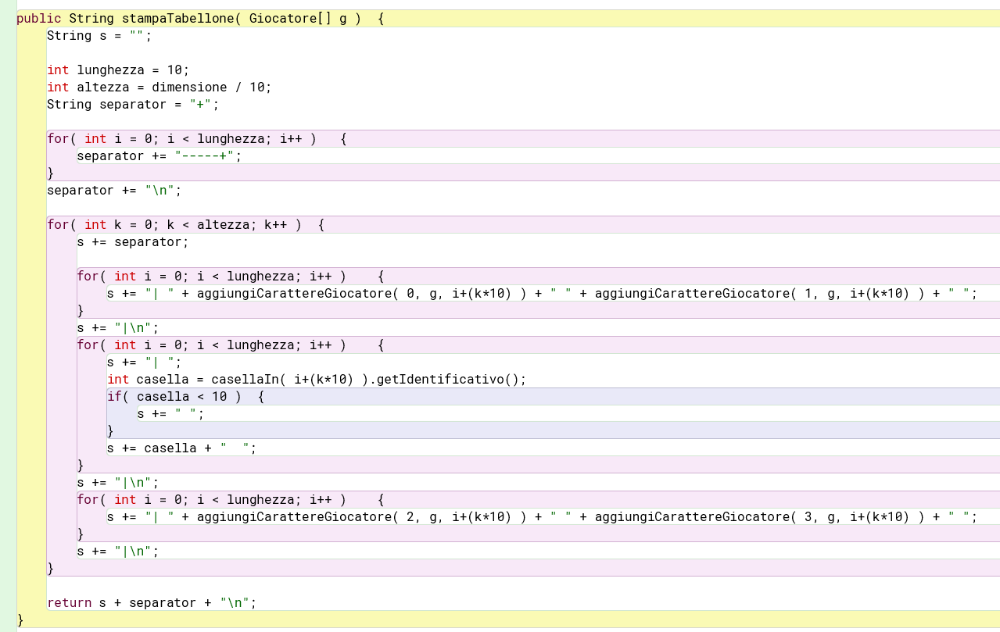 public String stampaTabellone( Giocatore[] g )  {
    String s = "";

    int lunghezza = 10;
    int altezza = dimensione / 10;
    String separator = "+";

    for( int i = 0; i < lunghezza; i++ )   {
        separator += "-----+";
    }
    separator += "\n";

    for( int k = 0; k < altezza; k++ )  {
        s += separator;

        for( int i = 0; i < lunghezza; i++ )    {
            s += "| " + aggiungiCarattereGiocatore( 0, g, i+(k*10) ) + " " + aggiungiCarattereGiocatore( 1, g, i+(k*10) ) + " ";
        }
        s += "|\n";
        for( int i = 0; i < lunghezza; i++ )    {
            s += "| ";
            int casella = casellaIn( i+(k*10) ).getIdentificativo();
            if( casella < 10 )  {
                s += " ";
            }
            s += casella + "  ";
        }
        s += "|\n";
        for( int i = 0; i < lunghezza; i++ )    {
            s += "| " + aggiungiCarattereGiocatore( 2, g, i+(k*10) ) + " " + aggiungiCarattereGiocatore( 3, g, i+(k*10) ) + " ";
        }
        s += "|\n";
    }

    return s + separator + "\n";
}